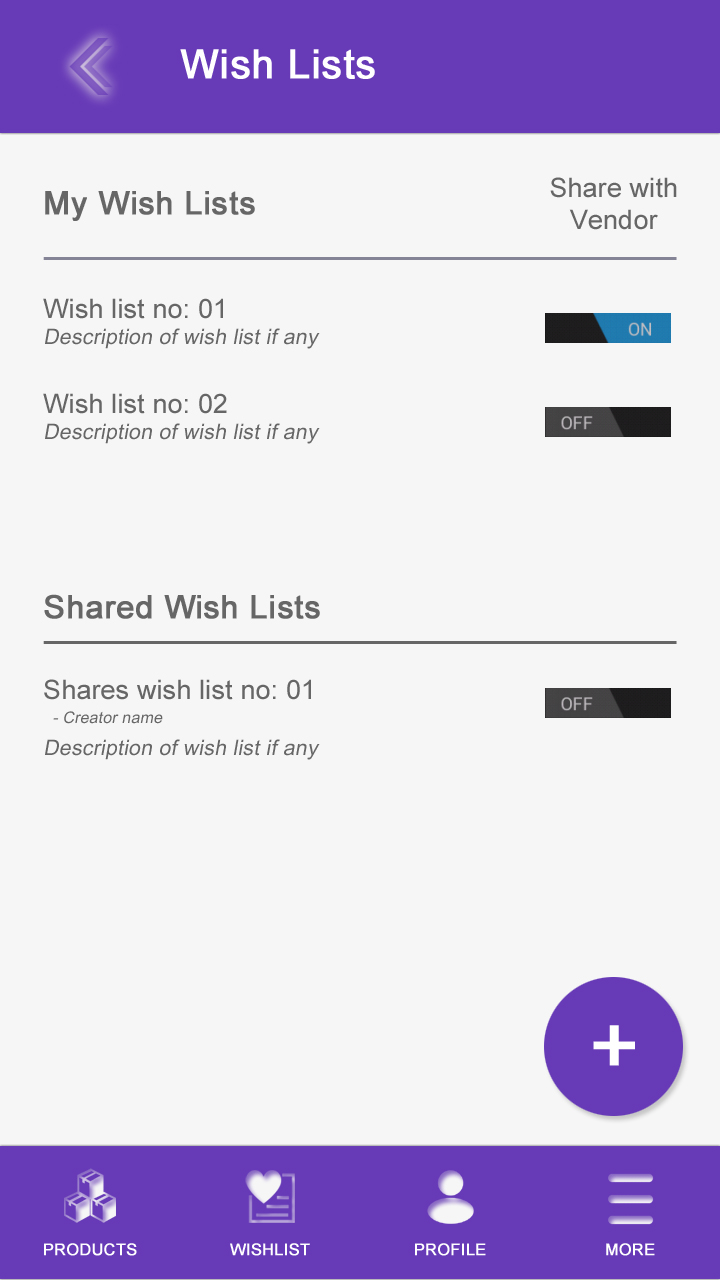 Wish Lists
My Wish Lists
Share with
Vendor
Wish list no: 01
Description of wish list if any
ON
Wish list no: 02
Description of wish list if any
OFF
Shared Wish Lists
Shares wish list no: 01
- Creator name
Description of wish list if any
OFF
+
PRODUCTS WISHLIST PROFILE MORE